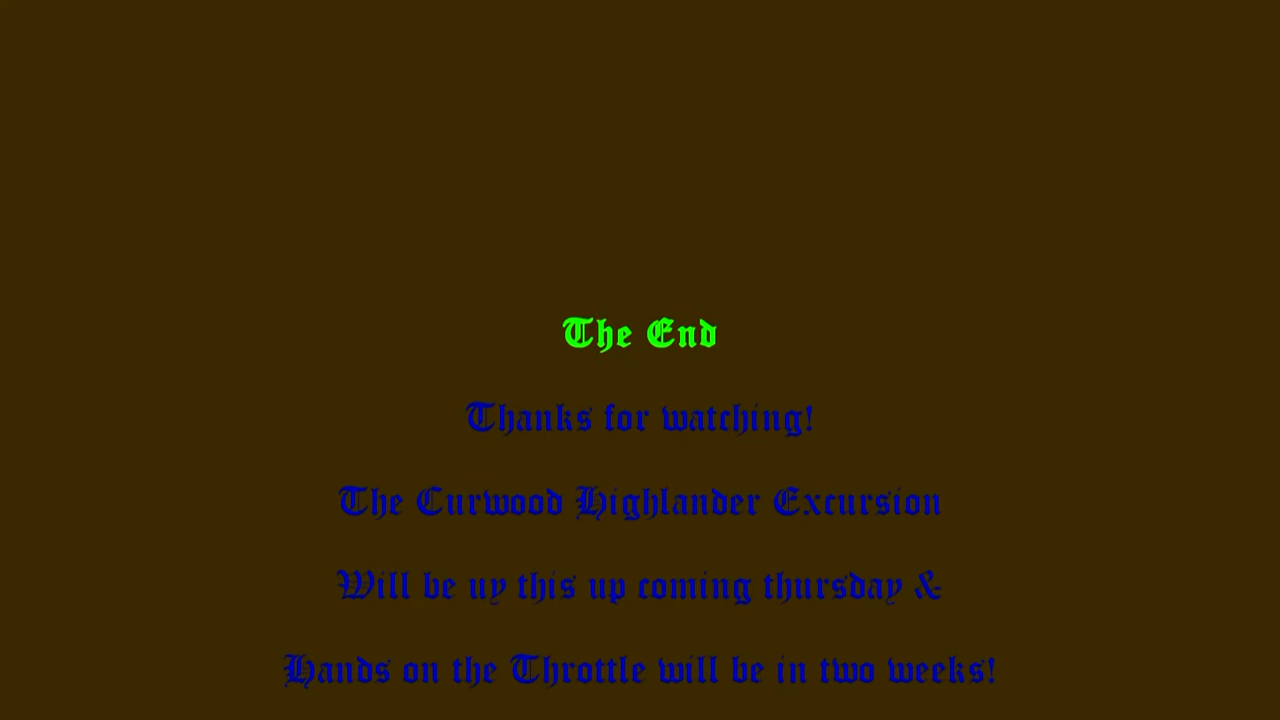 The End
Thanks for watching!
The Curwood Highlander Excursion
Will be uy this up coming thursday &
Hands on the Throttle will be in two weeks!